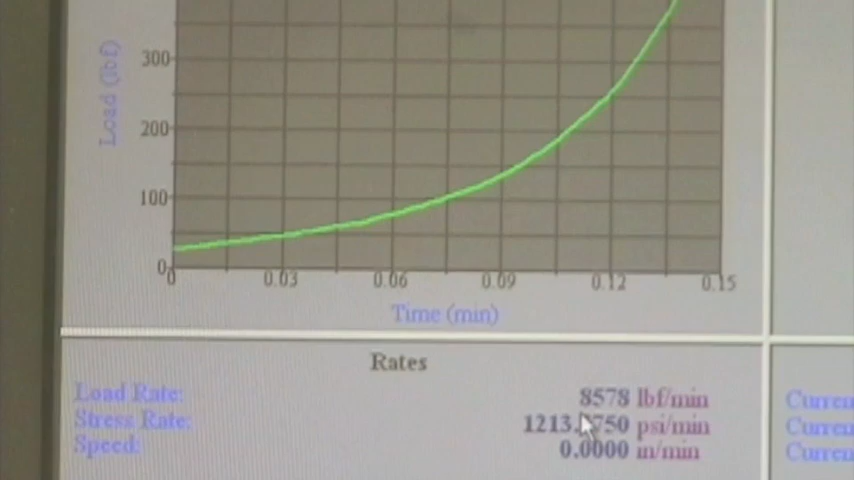 Load (lbf)
300
200
100
0
0 0.03 0.06 0.09 0.12 0.15
Time (min)
Rates
Load Rate: 8578 lbf/min
Stress Rate: psi/min
Speed: 0.0000 in/min